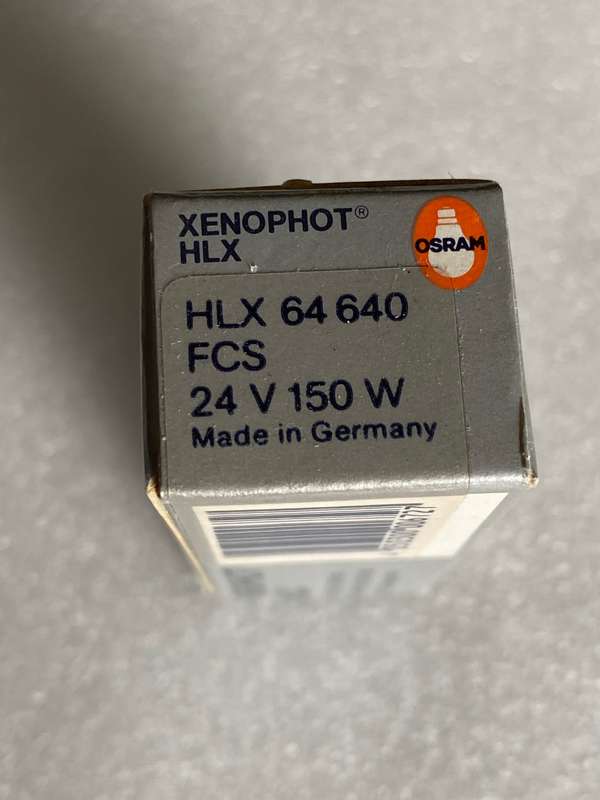 XENOPHOT®
HLX
OSRAM
HLX 64 640
FCS
24 V 150 W
Made in Germany